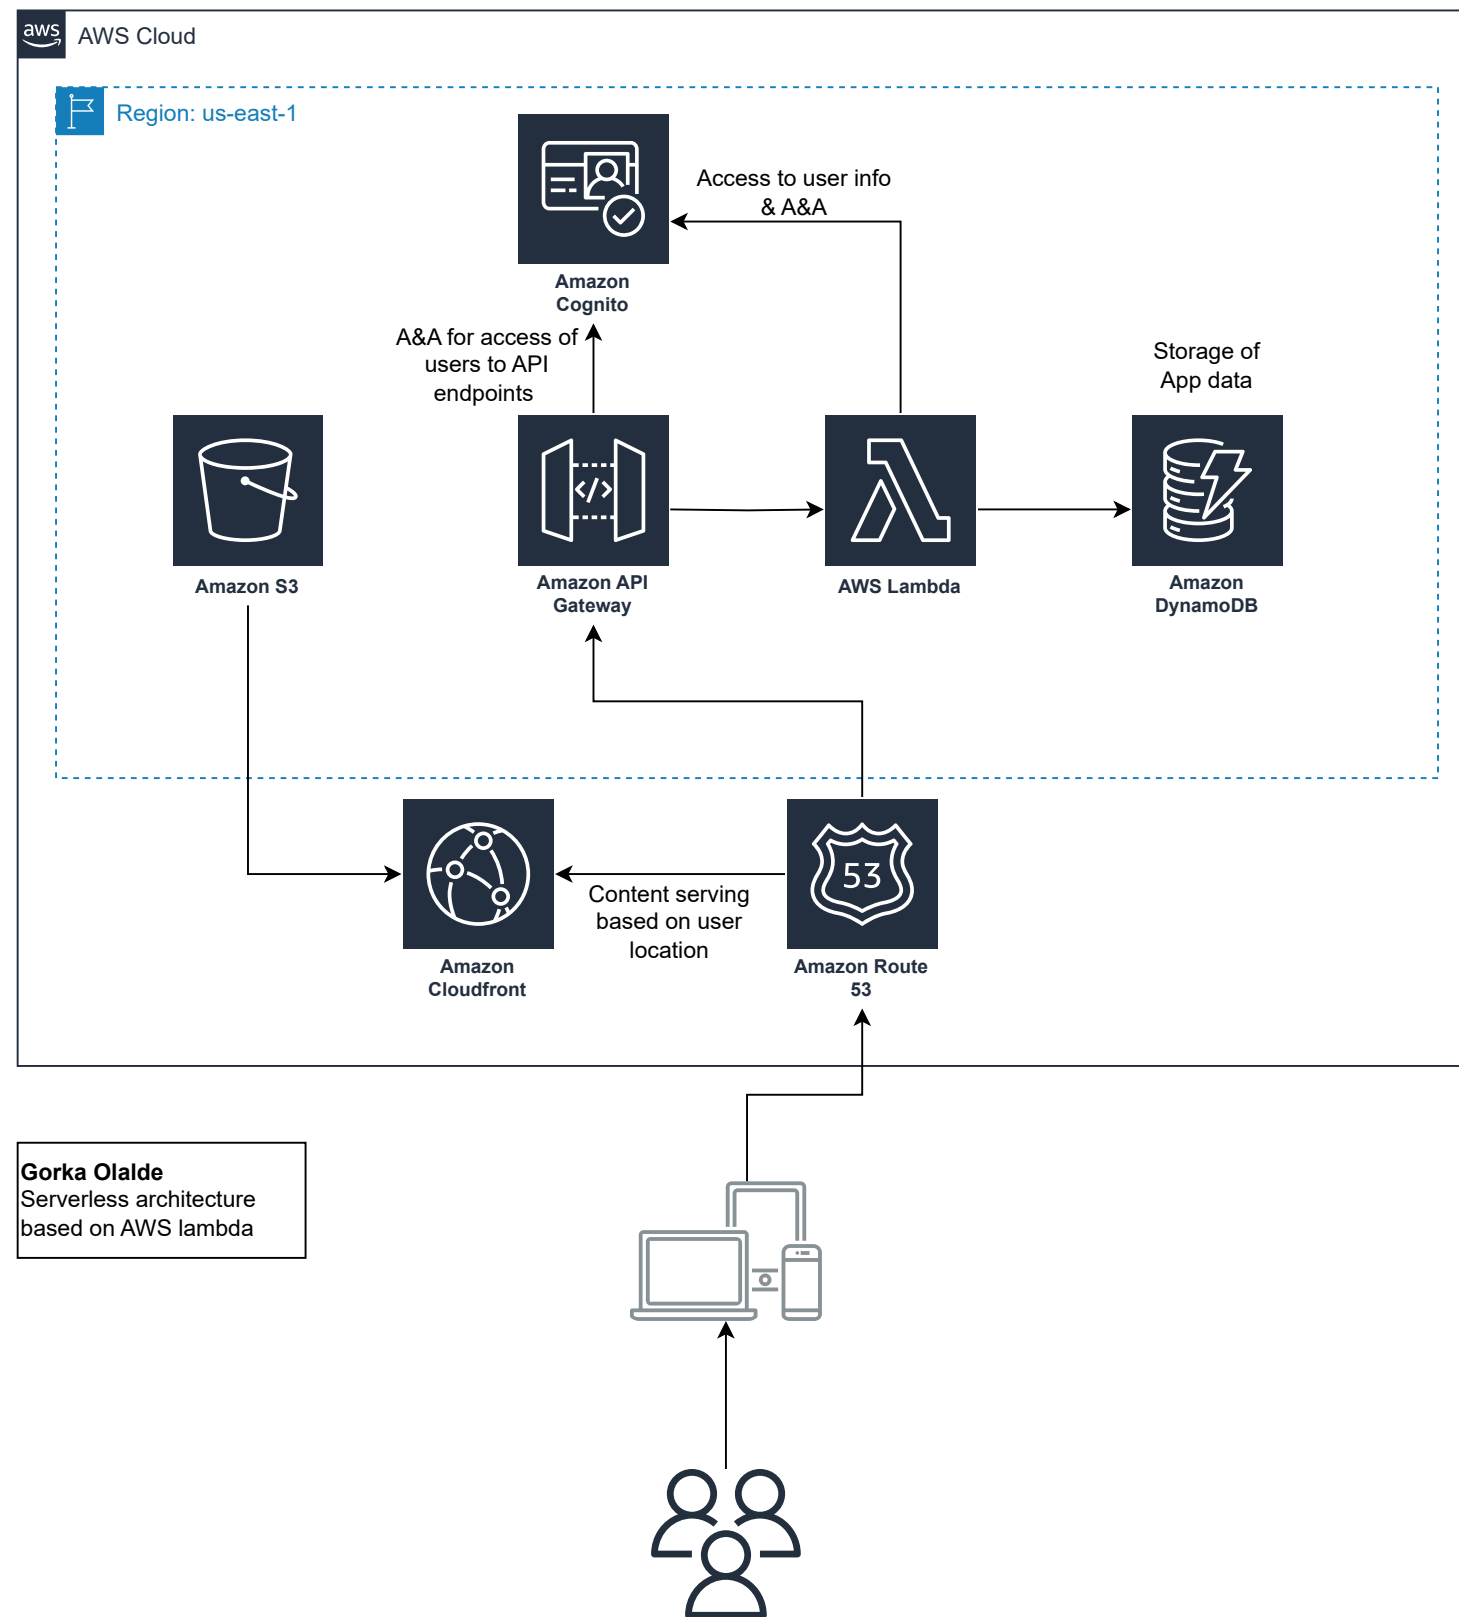 aws
AWS Cloud
Region: us-east-1
Access to user info
& A&A
Amazon
Cognito
A&A for access of
users to API
endpoints
Storage of
App data
Amazon S3
</>
Amazon API
Gateway
AWS Lambda
Amazon
DynamoDB
53
Content serving
based on user
location
Amazon
Cloudfront
Amazon Route
53
Gorka Olalde
Serverless architecture
based on AWS lambda